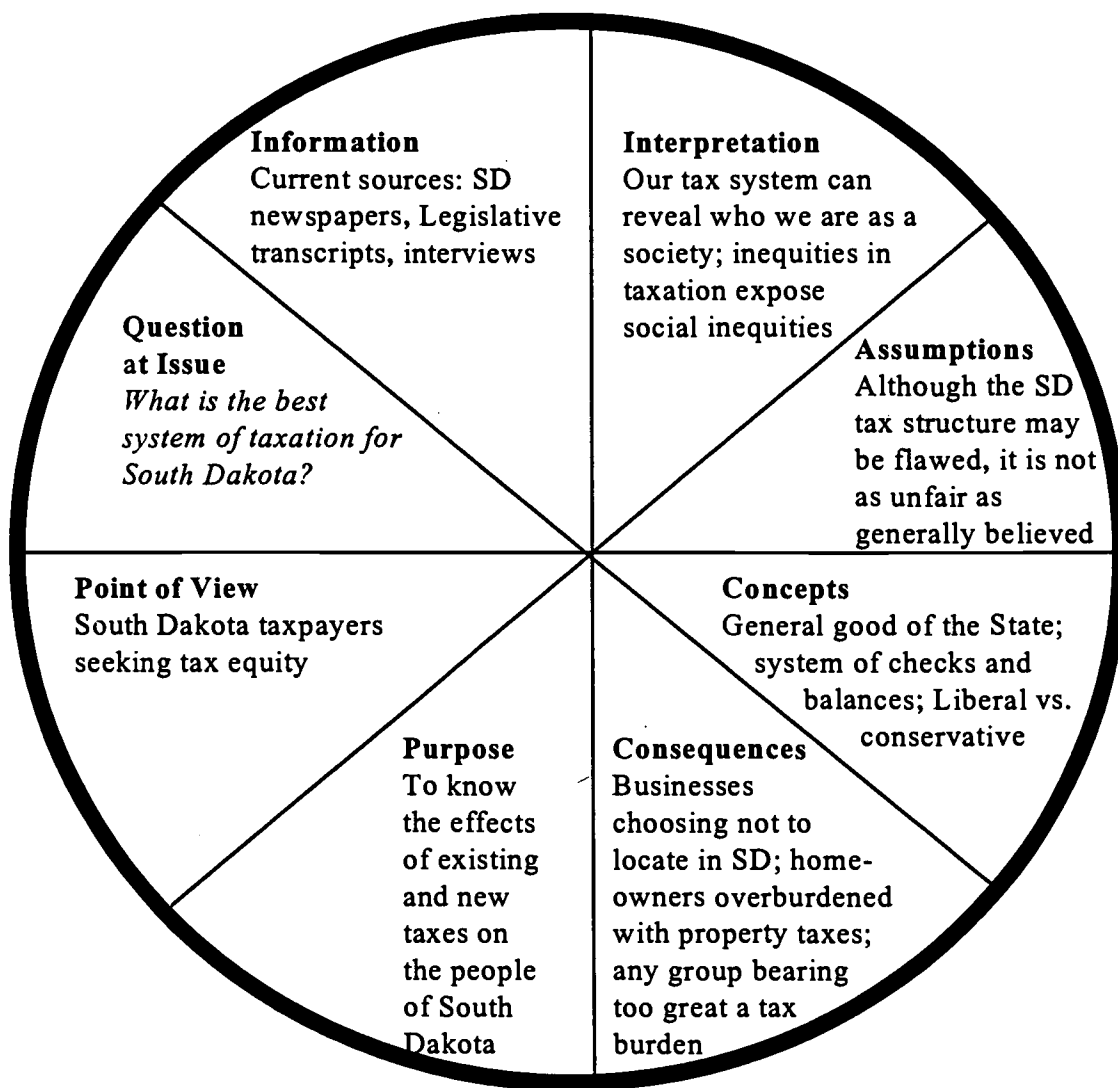 Information
Current sources: SD
newspapers, Legislative
transcripts, interviews
Interpretation
Our tax system can
reveal who we are as a
society; inequities in
taxation expose
social inequities
Assumptions
Although the SD
tax structure may
be flawed, it is not
as unfair as
generally believed
Concepts
General good of the State;
system of checks and
balances; Liberal vs.
conservative
Consequences
Businesses
choosing not to
locate in SD; home-
owners overburdened
with property taxes;
any group bearing
too great a tax
burden
Purpose
To know
the effects
of existing
and new
taxes on
the people
of South
Dakota
Point of View
South Dakota taxpayers
seeking tax equity
Question
at Issue
What is the best
system of taxation for
South Dakota?